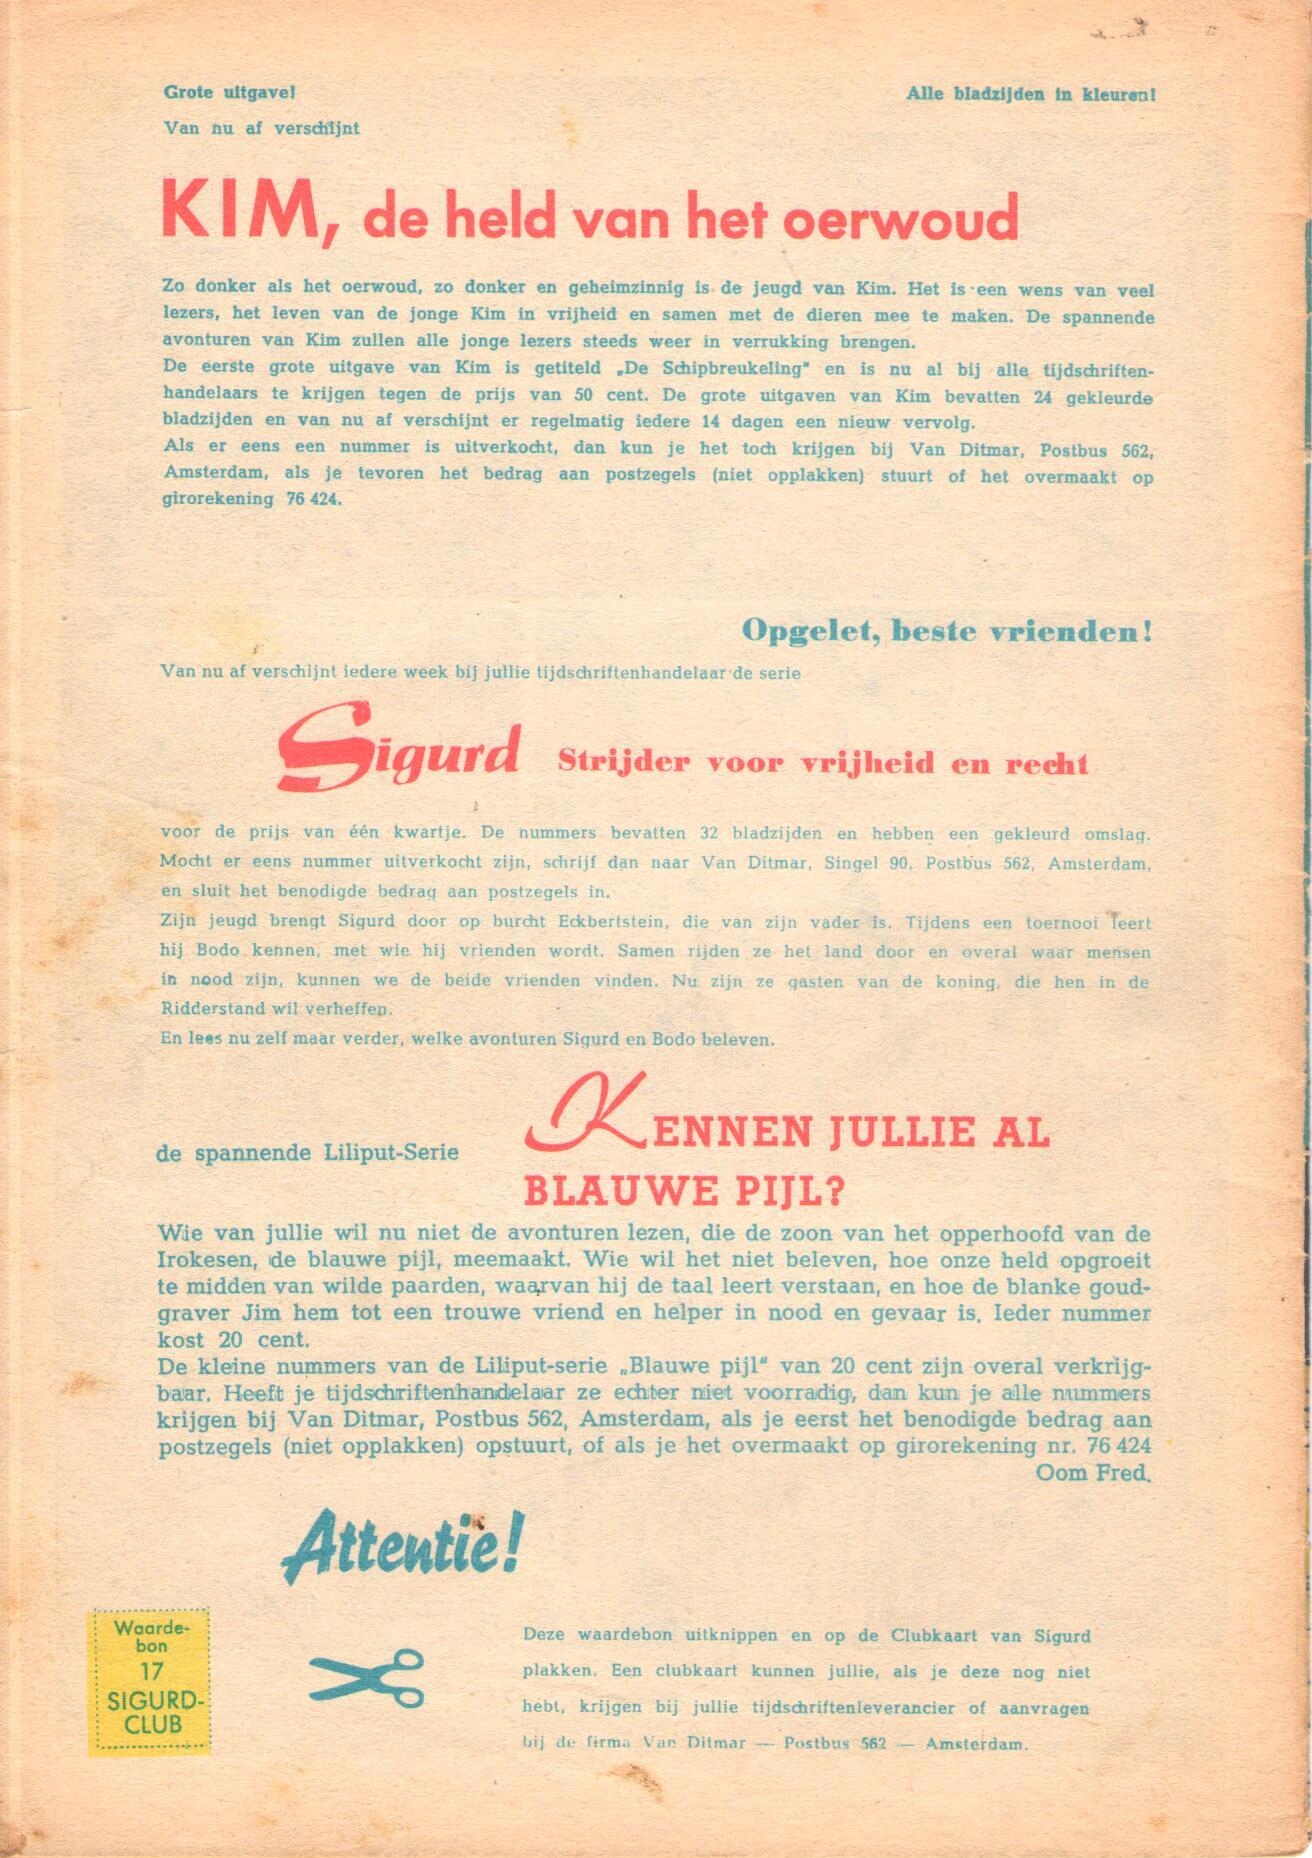 Grote uitgave!
Alle bladzijden in kleuren!
Van nu af verschijnt
KIM, de held van het oerwoud
Zo donker als het oerwoud, zo donker en geheimzinnig is de jeugd van Kim. Het is een wens van veel
lezers, het leven van de jonge Kim in vrijheid en samen met de dieren mee te maken. De spannende
avonturen van Kim zullen alle jonge lezers steeds weer in verrukking brengen.
De eerste grote uitgave van Kim is getiteld „De Schipbreukeling" en is nu al bij alle tijdschriften-
handelaars te krijgen tegen de prijs van 50 cent. De grote uitgaven van Kim bevatten 24 gekleurde
bladzijden en van nu af verschijnt er regelmatig iedere 14 dagen een nieuw vervolg.
Als er eens een nummer is uitverkocht, dan kun je het toch krijgen bij Van Ditmar, Postbus 562,
Amsterdam, als je tevoren het bedrag aan postzegels (niet opplakken) stuurt of het overmaakt op
girorekening 76 424.
Opgelet, beste vrienden!
Van nu af verschijnt iedere week bij jullie tijdschriftenhandelaar de serie
Sigurd Strijder voor vrijheid en recht
voor de prijs van één kwartje. De nummers bevatten 32 bladzijden en hebben een gekleurd omslag.
Mocht er eens nummer uitverkocht zijn, schrijf dan naar Van Ditmar, Singel 90, Postbus 562, Amsterdam,
en sluit het benodigde bedrag aan postzegels in.
Zijn jeugd brengt Sigurd door op burcht Eckbertstein, die van zijn vader is. Tijdens een toernooi leert
hij Bodo kennen, met wie hij vrienden wordt. Samen rijden ze het land door en overal waar mensen
in nood zijn, kunnen we de beide vrienden vinden. Nu zijn ze gasten van de koning, die hen in de
Ridderstand wil verheffen.
En lees nu zelf maar verder, welke avonturen Sigurd en Bodo beleven.
de spannende Liliput-Serie
KENNEN JULLIE AL
BLAUWE PIJL?
Wie van jullie wil nu niet de avonturen lezen, die de zoon van het opperhoofd van de
Irokesen, de blauwe pijl, meemaakt. Wie wil het niet beleven, hoe onze held opgroeit
te midden van wilde paarden, waarvan hij de taal leert verstaan, en hoe de blanke goud-
graver Jim hem tot een trouwe vriend en helper in nood en gevaar is. Ieder nummer
kost 20 cent.
De kleine nummers van de Liliput-serie „Blauwe pijl" van 20 cent zijn overal verkrijg-
baar. Heeft je tijdschriftenhandelaar ze echter niet voorradig, dan kun je alle nummers
krijgen bij Van Ditmar, Postbus 562, Amsterdam, als je eerst het benodigde bedrag aan
postzegels (niet opplakken) opstuurt, of als je het overmaakt op girorekening nr. 76 424
Oom Fred.
Attentie!
Waarde-
bon
17
SIGURD-
CLUB
Deze waardebon uitknippen en op de Clubkaart van Sigurd
plakken. Een clubkaart kunnen jullie, als je deze nog niet
hebt, krijgen bij jullie tijdschriftenleverancier of aanvragen
bij de firma Van Ditmar — Postbus 562 — Amsterdam.